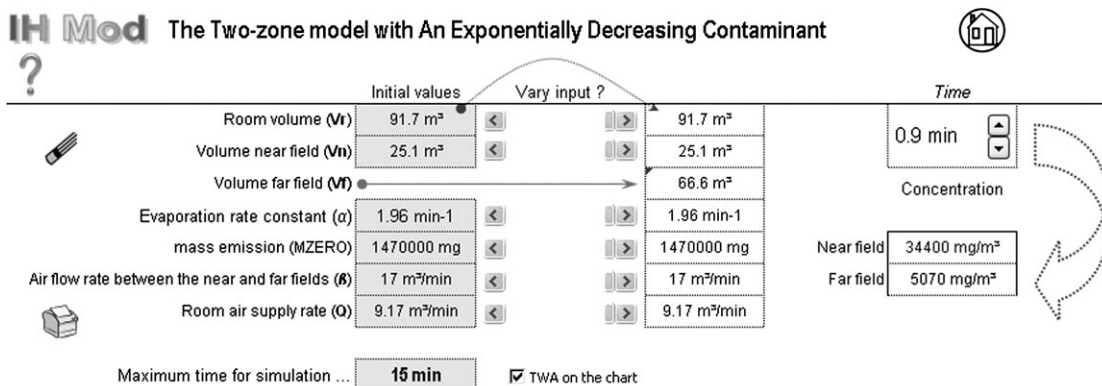 IH Mod The Two-zone model with An Exponentially Decreasing Contaminant
?
Initial values Vary input ? Time
Room volume (Vr) 91.7 m³ < > 91.7 m³ 0.9 min
Volume near field (Vn) 25.1 m³ < > 25.1 m³
Volume far field (Vf) 66.6 m³ Concentration
Evaporation rate constant (α) 1.96 min-1 < > 1.96 min-1
mass emission (MZERO) 1470000 mg < > 1470000 mg Near field 34400 mg/m³
Air flow rate between the near and far fields (ß) 17 m³/min < > 17 m³/min Far field 5070 mg/m³
Room air supply rate (Q) 9.17 m³/min < > 9.17 m³/min
Maximum time for simulation ... 15 min TWA on the chart